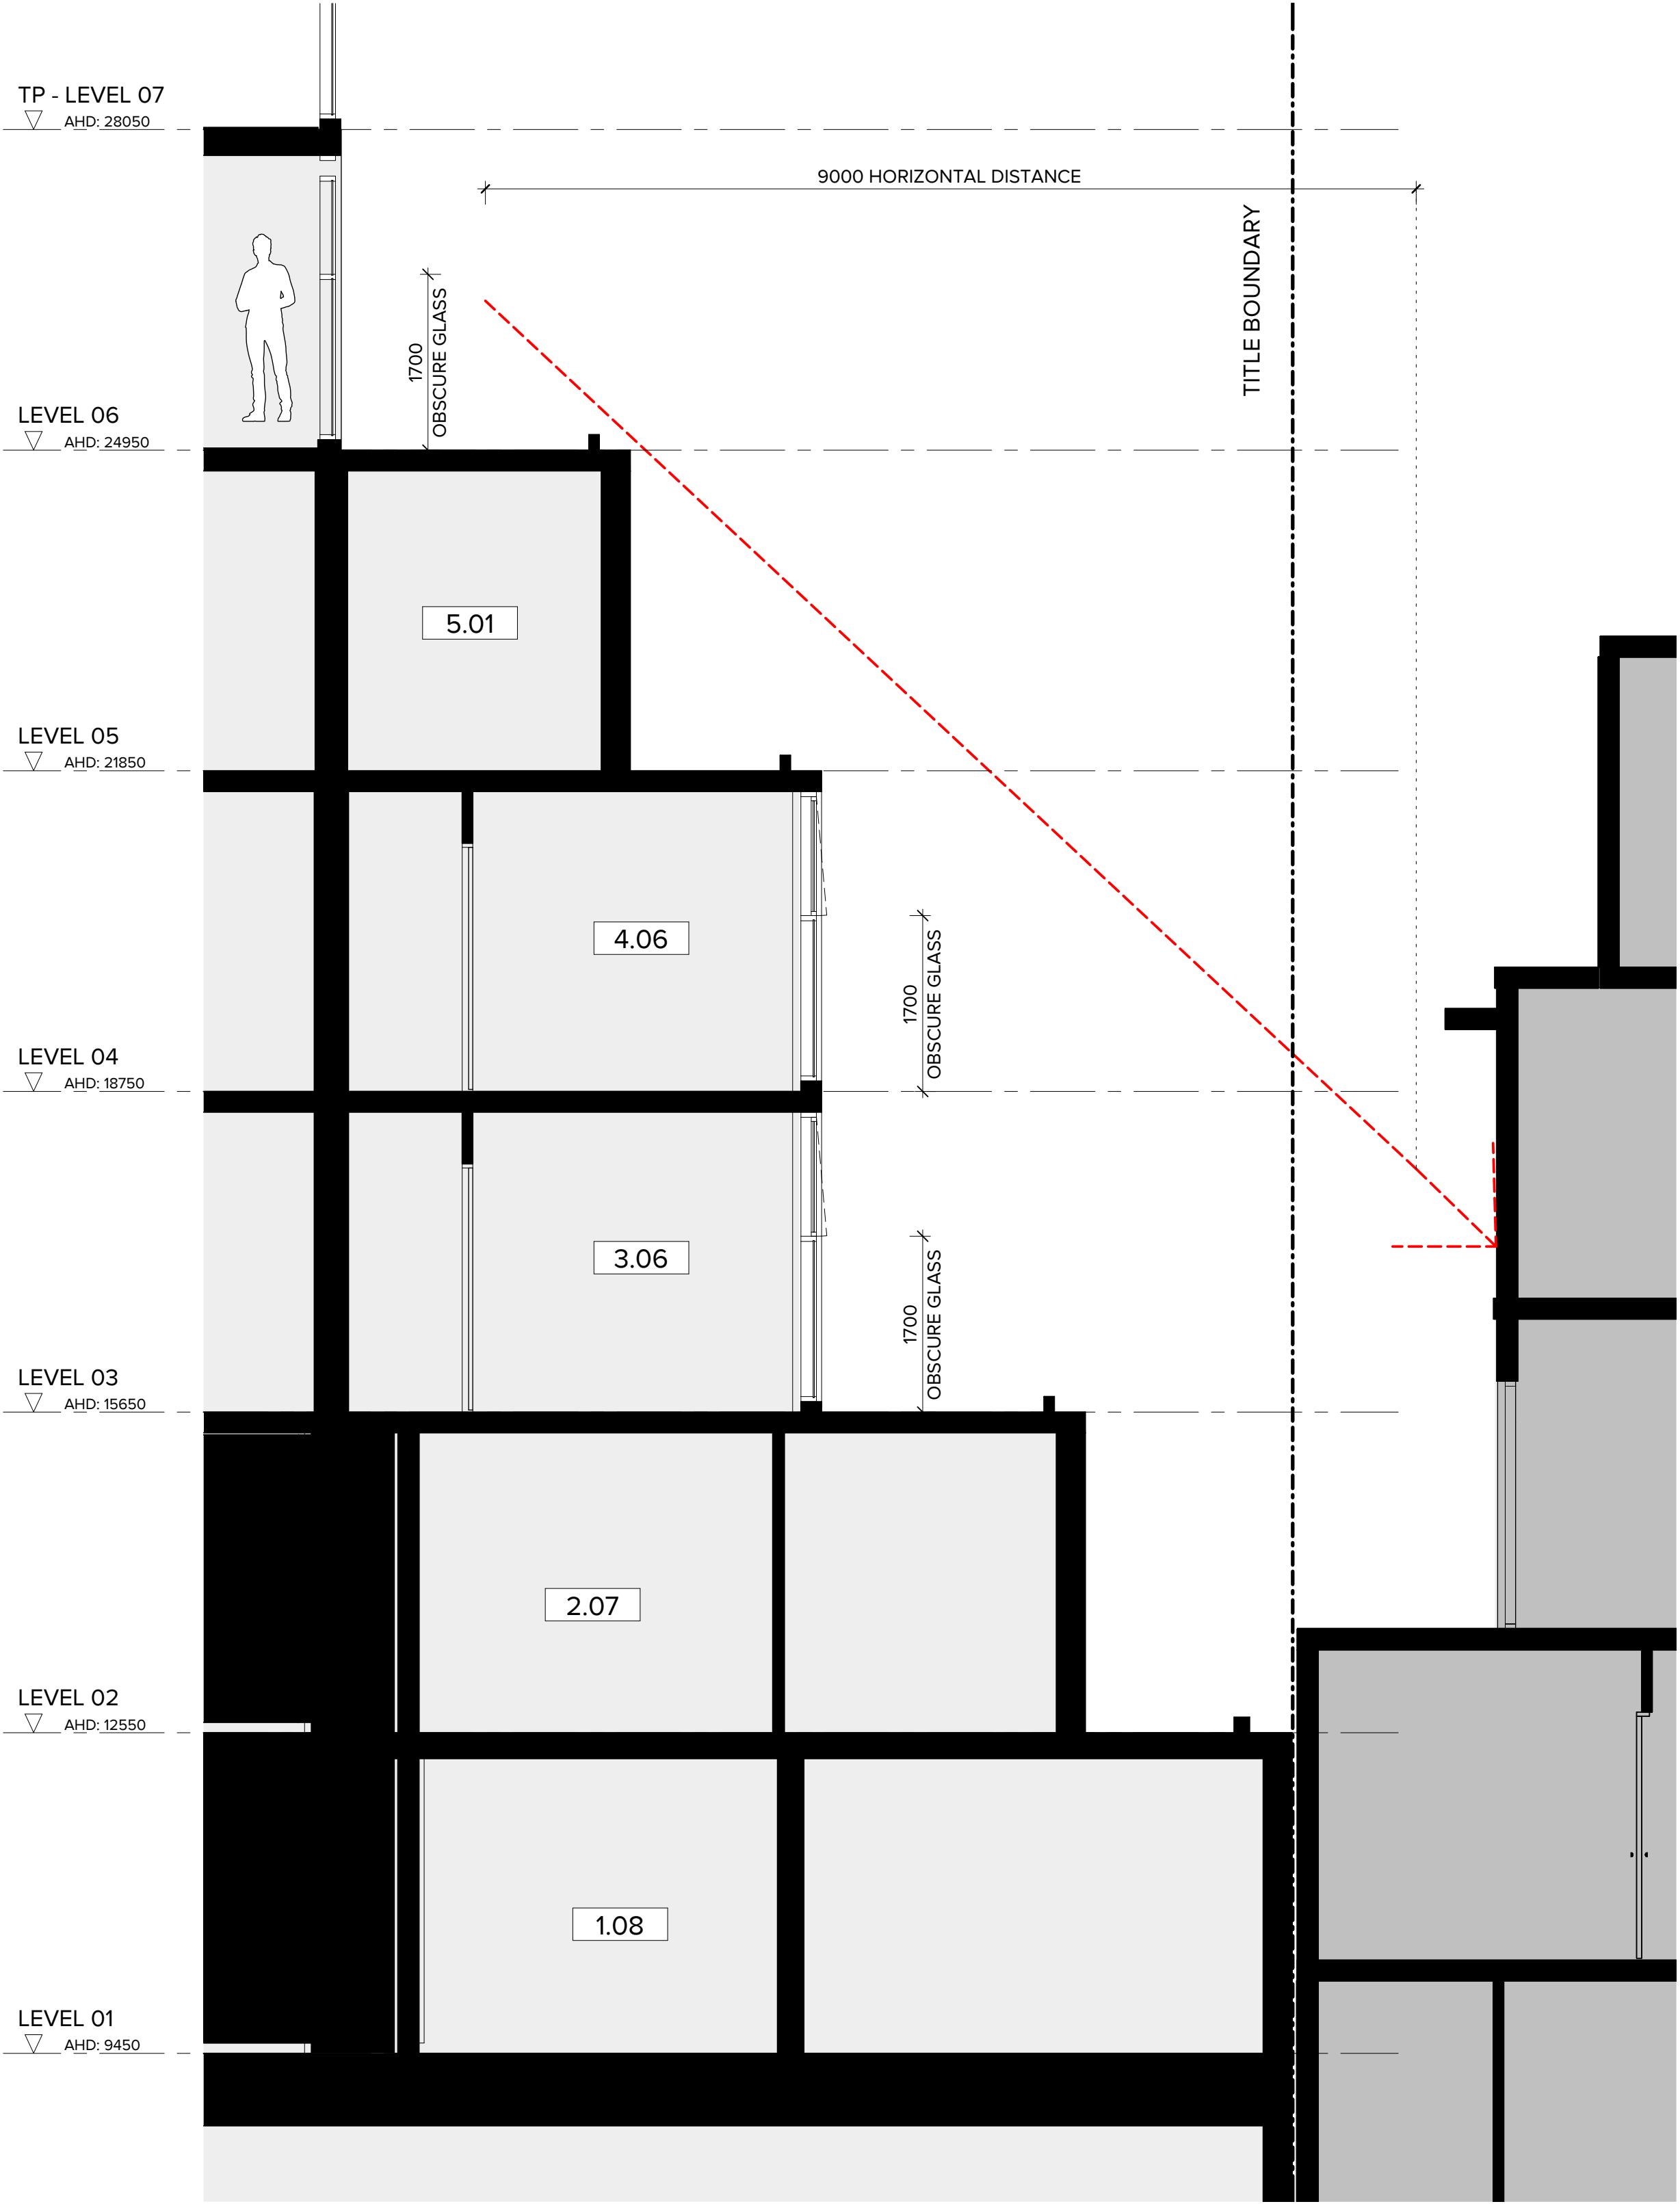 TP - LEVEL 07
AHD: 28050
9000 HORIZONTAL DISTANCE
TITLE BOUNDARY
1700
OBSCURE GLASS
LEVEL 06
AHD: 24950
5.01
LEVEL 05
AHD: 21850
4.06
1700
OBSCURE GLASS
LEVEL 04
AHD: 18750
3.06
1700
OBSCURE GLASS
LEVEL 03
AHD: 15650
2.07
LEVEL 02
AHD: 12550
1.08
LEVEL 01
AHD: 9450